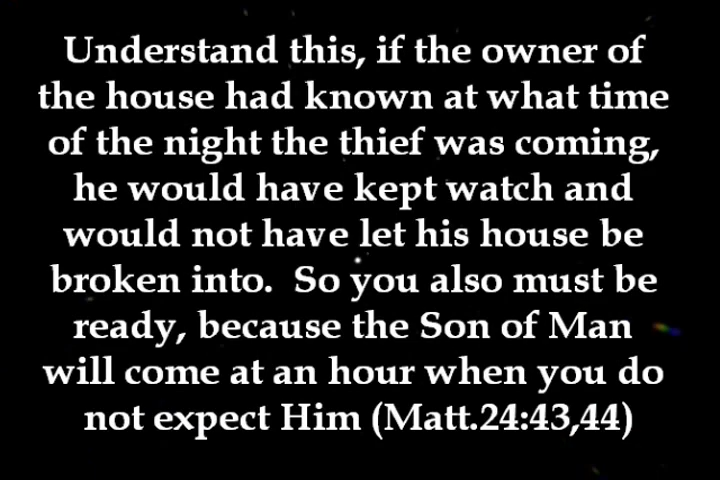 Understand this, if the owner of
the house had known at what time
of the night the thief was coming,
he would have kept watch and
would not have let his house be
broken into.  So you also must be
ready, because the Son of Man
will come at an hour when you do
not expect Him (Matt.24:43,44)